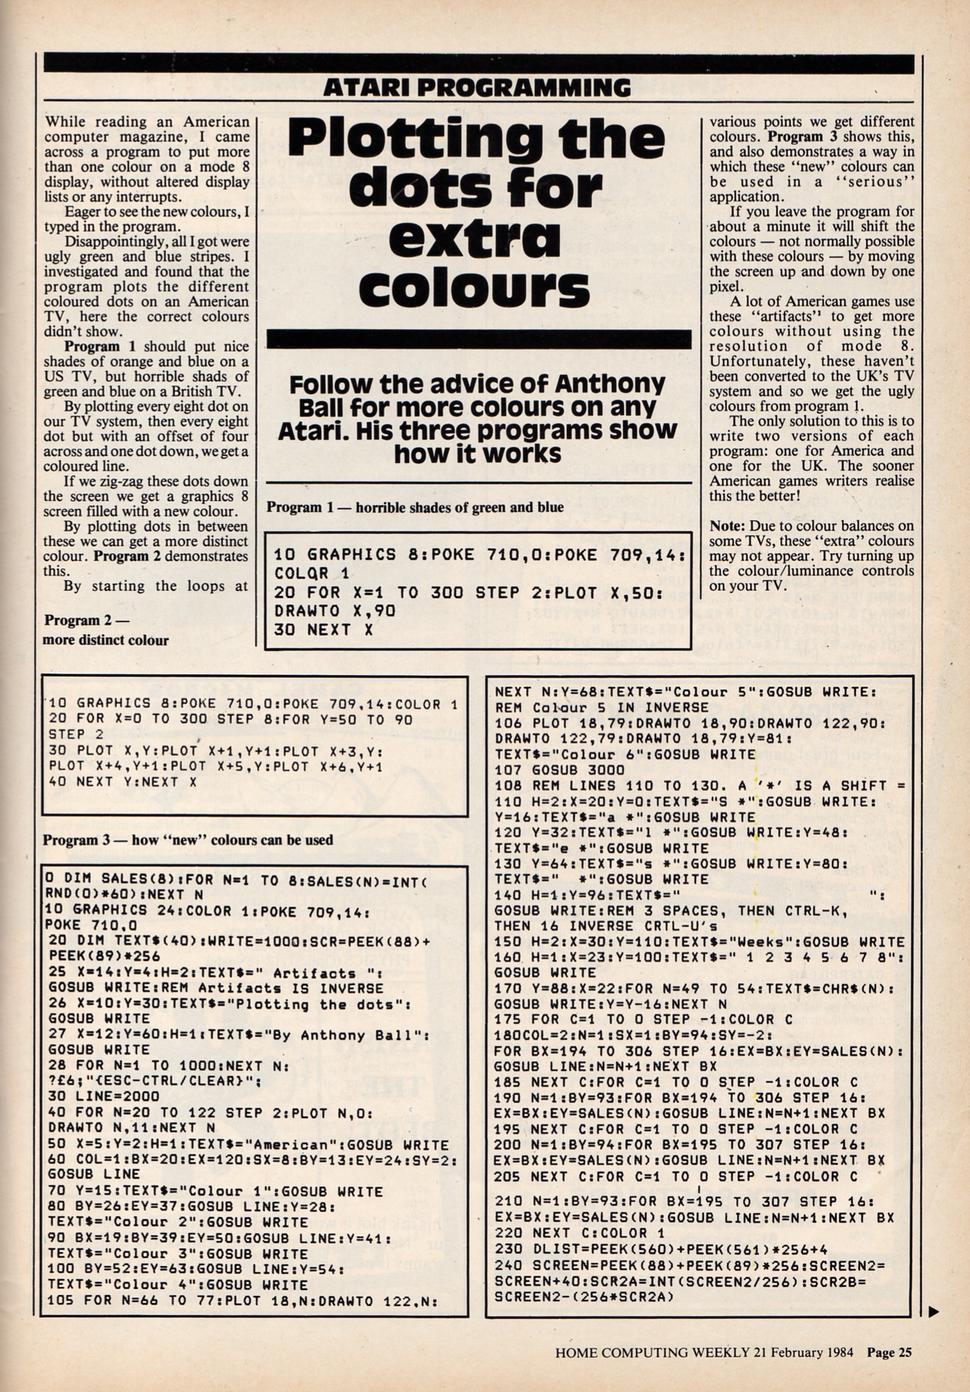 ATARI PROGRAMMING
While reading an American
computer magazine, I came
across a program to put more
than one colour on a mode 8
display, without altered display
lists or any interrupts.
Eager to see the new colours, I
typed in the program.
Disappointingly, all I got were
ugly green and blue stripes. I
investigated and found that the
program plots the different
coloured dots on an American
TV, here the correct colours
didn't show.
Program 1 should put nice
shades of orange and blue on a
US TV, but horrible shads of
green and blue on a British TV.
By plotting every eight dot on
our TV system, then every eight
dot but with an offset of four
across and one dot down, we get a
coloured line.
If we zig-zag these dots down
the screen we get a graphics 8
screen filled with a new colour.
By plotting dots in between
these we can get a more distinct
colour. Program 2 demonstrates
this.
By starting the loops at
Plotting the
dots for
extra
colours
Follow the advice of Anthony
Ball for more colours on any
Atari. His three programs show
how it works
various points we get different
colours. Program 3 shows this,
and also demonstrates a way in
which these "new" colours can
be used in a "serious"
application.
If you leave the program for
about a minute it will shift the
colours — not normally possible
with these colours — by moving
the screen up and down by one
pixel.
A lot of American games use
these "artifacts" to get more
colours without using the
resolution of mode 8.
Unfortunately, these haven't
been converted to the UK's TV
system and so we get the ugly
colours from program 1.
The only solution to this is to
write two versions of each
program: one for America and
one for the UK. The sooner
American games writers realise
this the better!
Note: Due to colour balances on
some TVs, these "extra" colours
may not appear. Try turning up
the colour/luminance controls
on your TV.
Program 1 — horrible shades of green and blue
10 GRAPHICS 8:POKE 710,0:POKE 709,14:
COLOR 1
20 FOR X=1 TO 300 STEP 2:PLOT X,50:
DRAWTO X,90
30 NEXT X
Program 2 —
more distinct colour
10 GRAPHICS 8:POKE 710,0:POKE 709,14:COLOR 1
20 FOR X=0 TO 300 STEP 8:FOR Y=50 TO 90
STEP 2
30 PLOT X,Y:PLOT X+1,Y+1:PLOT X+3,Y:
PLOT X+4,Y+1:PLOT X+5,Y:PLOT X+6,Y+1
40 NEXT Y:NEXT X
Program 3 — how "new" colours can be used
0 DIM SALES(8):FOR N=1 TO 8:SALES(N)=INT(
RND(0)*60):NEXT N
10 GRAPHICS 24:COLOR 1:POKE 709,14:
POKE 710,0
20 DIM TEXT$(40):WRITE=1000:SCR=PEEK(88)+
PEEK(89)*256
25 X=14:Y=4:H=2:TEXT$=" Artifacts ":
GOSUB WRITE:REM Artifacts IS INVERSE
26 X=10:Y=30:TEXT$="Plotting the dots":
GOSUB WRITE
27 X=12:Y=60:H=1:TEXT$="By Anthony Ball":
GOSUB WRITE
28 FOR N=1 TO 1000:NEXT N:
?£6;"{ESC-CTRL/CLEAR}";
30 LINE=2000
40 FOR N=20 TO 122 STEP 2:PLOT N,0:
DRAWTO N,11:NEXT N
50 X=5:Y=2:H=1:TEXT$="American":GOSUB WRITE
60 COL=1:BX=20:EX=120:SX=8:BY=13:EY=24:SY=2:
GOSUB LINE
70 Y=15:TEXT$="Colour 1":GOSUB WRITE
80 BY=26:EY=37:GOSUB LINE:Y=28:
TEXT$="Colour 2":GOSUB WRITE
90 BX=19:BY=39:EY=50:GOSUB LINE:Y=41:
TEXT$="Colour 3":GOSUB WRITE
100 BY=52:EY=63:GOSUB LINE:Y=54:
TEXT$="Colour 4":GOSUB WRITE
105 FOR N=66 TO 77:PLOT 18,N:DRAWTO 122,N:
NEXT N:Y=68:TEXT$="Colour 5":GOSUB WRITE:
REM Colour 5 IN INVERSE
106 PLOT 18,79:DRAWTO 18,90:DRAWTO 122,90:
DRAWTO 122,79:DRAWTO 18,79:Y=81:
TEXT$="Colour 6":GOSUB WRITE
107 GOSUB 3000
108 REM LINES 110 TO 130. A '*' IS A SHIFT =
110 H=2:X=20:Y=0:TEXT$="S *":GOSUB WRITE:
Y=16:TEXT$="a *":GOSUB WRITE
120 Y=32:TEXT$="l *":GOSUB WRITE:Y=48:
TEXT$="e *":GOSUB WRITE
130 Y=64:TEXT$="s *":GOSUB WRITE:Y=80:
TEXT$="  *":GOSUB WRITE
140 H=1:Y=96:TEXT$="                    ":
GOSUB WRITE:REM 3 SPACES, THEN CTRL-K,
THEN 16 INVERSE CRTL-U's
150 H=2:X=30:Y=110:TEXT$="Weeks":GOSUB WRITE
160 H=1:X=23:Y=100:TEXT$=" 1 2 3 4 5 6 7 8":
GOSUB WRITE
170 Y=88:X=22:FOR N=49 TO 54:TEXT$=CHR$(N):
GOSUB WRITE:Y=Y-16:NEXT N
175 FOR C=1 TO 0 STEP -1:COLOR C
180COL=2:N=1:SX=1:BY=94:SY=-2:
FOR BX=194 TO 306 STEP 16:EX=BX:EY=SALES(N):
GOSUB LINE:N=N+1:NEXT BX
185 NEXT C:FOR C=1 TO 0 STEP -1:COLOR C
190 N=1:BY=93:FOR BX=194 TO 306 STEP 16:
EX=BX:EY=SALES(N):GOSUB LINE:N=N+1:NEXT BX
195 NEXT C:FOR C=1 TO 0 STEP -1:COLOR C
200 N=1:BY=94:FOR BX=195 TO 307 STEP 16:
EX=BX:EY=SALES(N):GOSUB LINE:N=N+1:NEXT BX
205 NEXT C:FOR C=1 TO 0 STEP -1:COLOR C
210 N=1:BY=93:FOR BX=195 TO 307 STEP 16:
EX=BX:EY=SALES(N):GOSUB LINE:N=N+1:NEXT BX
220 NEXT C:COLOR 1
230 DLIST=PEEK(560)+PEEK(561)*256+4
240 SCREEN=PEEK(88)+PEEK(89)*256:SCREEN2=
SCREEN+40:SCR2A=INT(SCREEN2/256):SCR2B=
SCREEN2-(256*SCR2A)
HOME COMPUTING WEEKLY 21 February 1984 Page 25